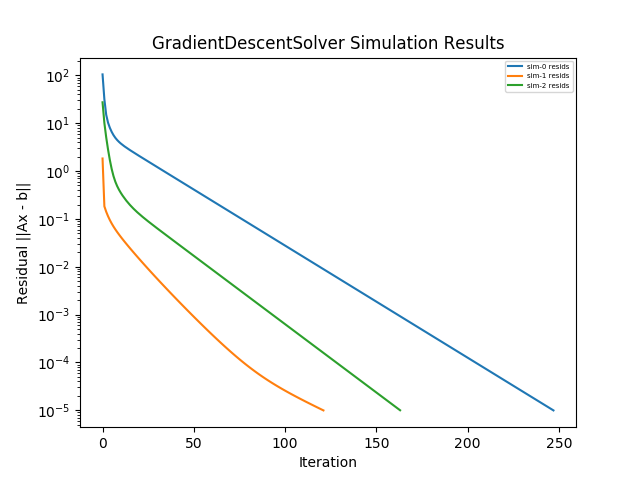 GradientDescentSolver Simulation Results
sim-0 resids
sim-1 resids
sim-2 resids
Residual ||Ax - b||
10²
10¹
10⁰
10⁻¹
10⁻²
10⁻³
10⁻⁴
10⁻⁵
0 50 100 150 200 250
Iteration